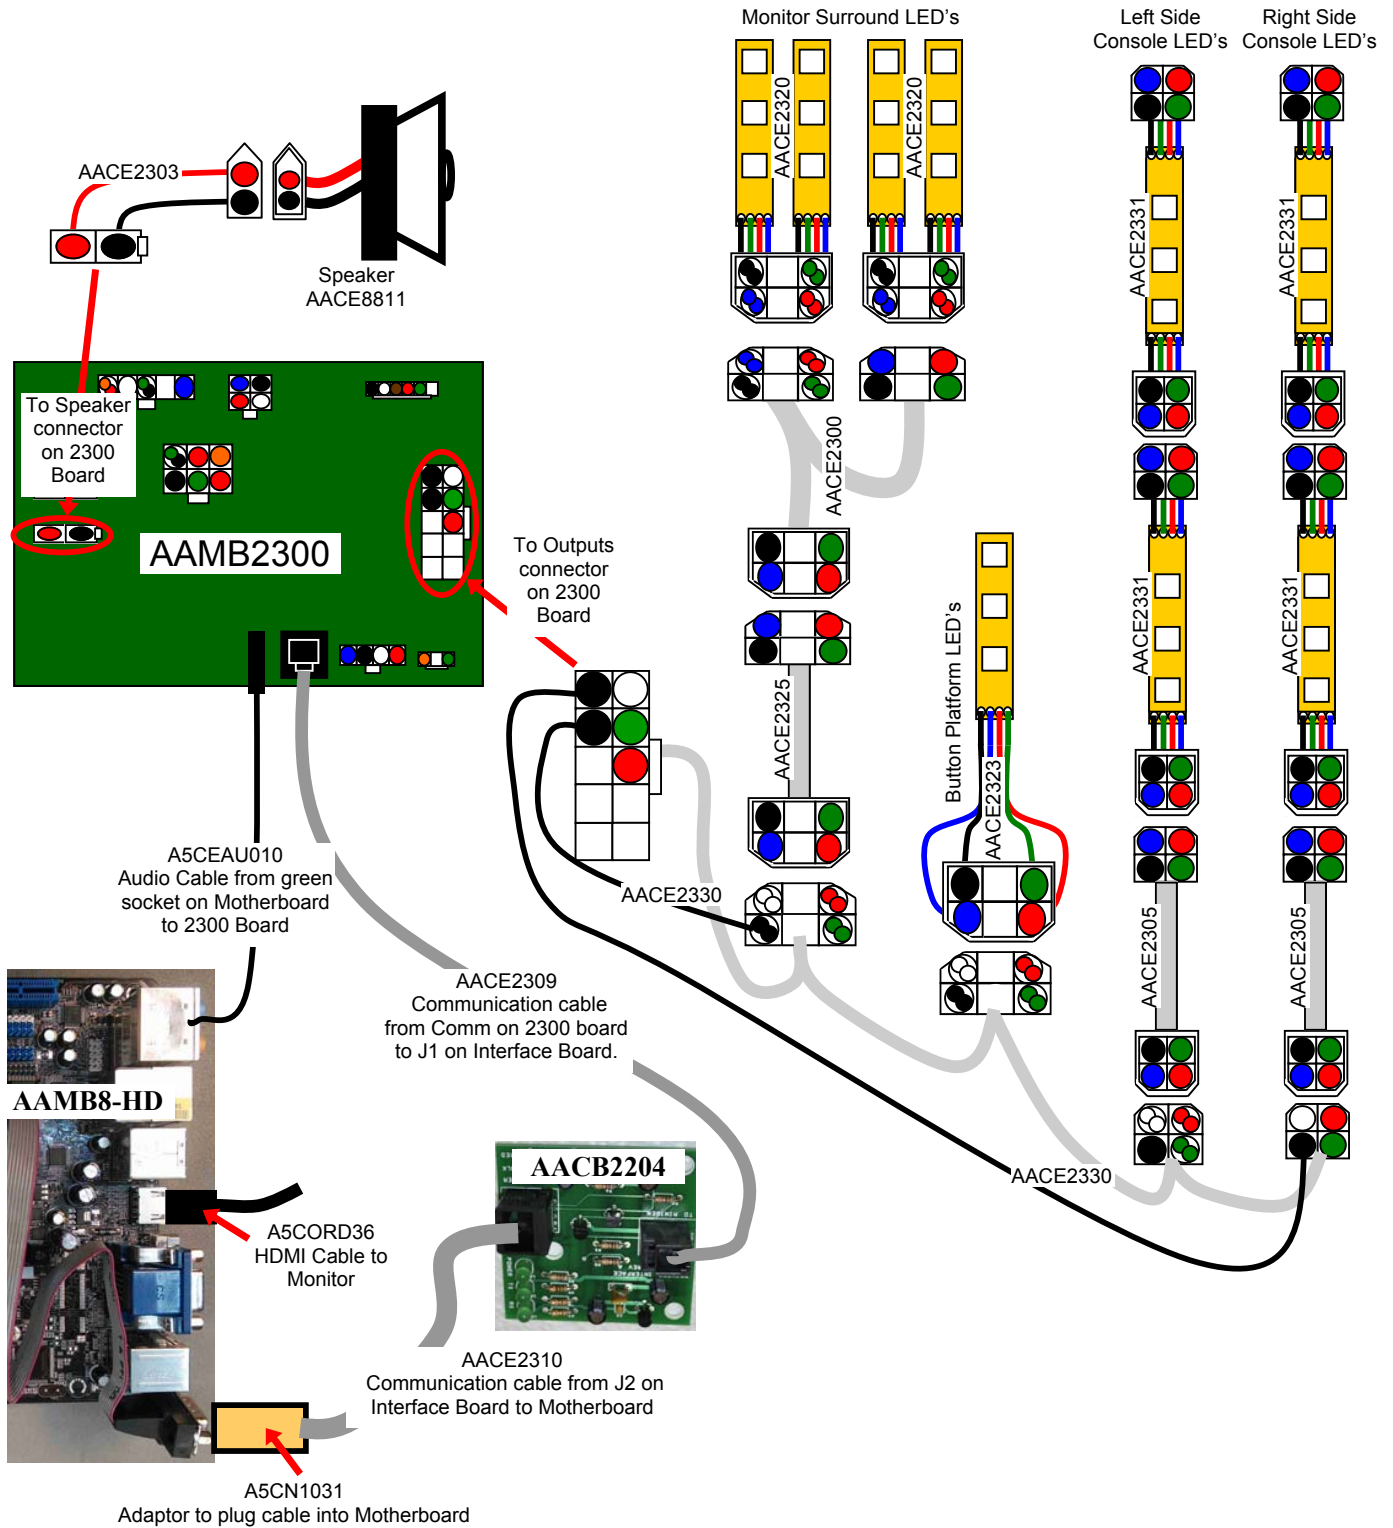 Monitor Surround LED's
Left Side
Console LED's
Right Side
Console LED's
AACE2320
AACE2320
AACE2303
Speaker
AACE8811
AACE2331
AACE2331
To Speaker
connector
on 2300
Board
AAMB2300
AACE2300
To Outputs
connector
on 2300
Board
AACE2325
Button Platform LED's
AACE2323
AACE2331
AACE2331
A5CEAU010
Audio Cable from green
socket on Motherboard
to 2300 Board
AACE2330
AACE2305
AACE2305
AACE2309
Communication cable
from Comm on 2300 board
to J1 on Interface Board.
AAMB8-HD
AACB2204
AACE2330
A5CORD36
HDMI Cable to
Monitor
INTERFACE
AACE2310
Communication cable from J2 on
Interface Board to Motherboard
A5CN1031
Adaptor to plug cable into Motherboard